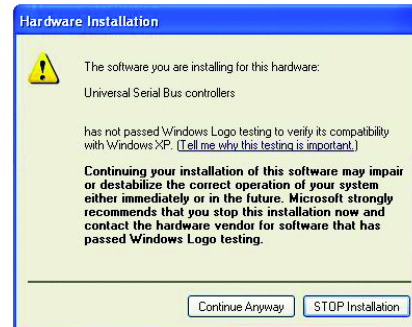 Hardware Installation
The software you are installing for this hardware:
Universal Serial Bus controllers
has not passed Windows Logo testing to verify its compatibility
with Windows XP. (Tell me why this testing is important.)
Continuing your installation of this software may impair
or destabilize the correct operation of your system
either immediately or in the future. Microsoft strongly
recommends that you stop this installation now and
contact the hardware vendor for software that has
passed Windows Logo testing.
Continue Anyway STOP Installation